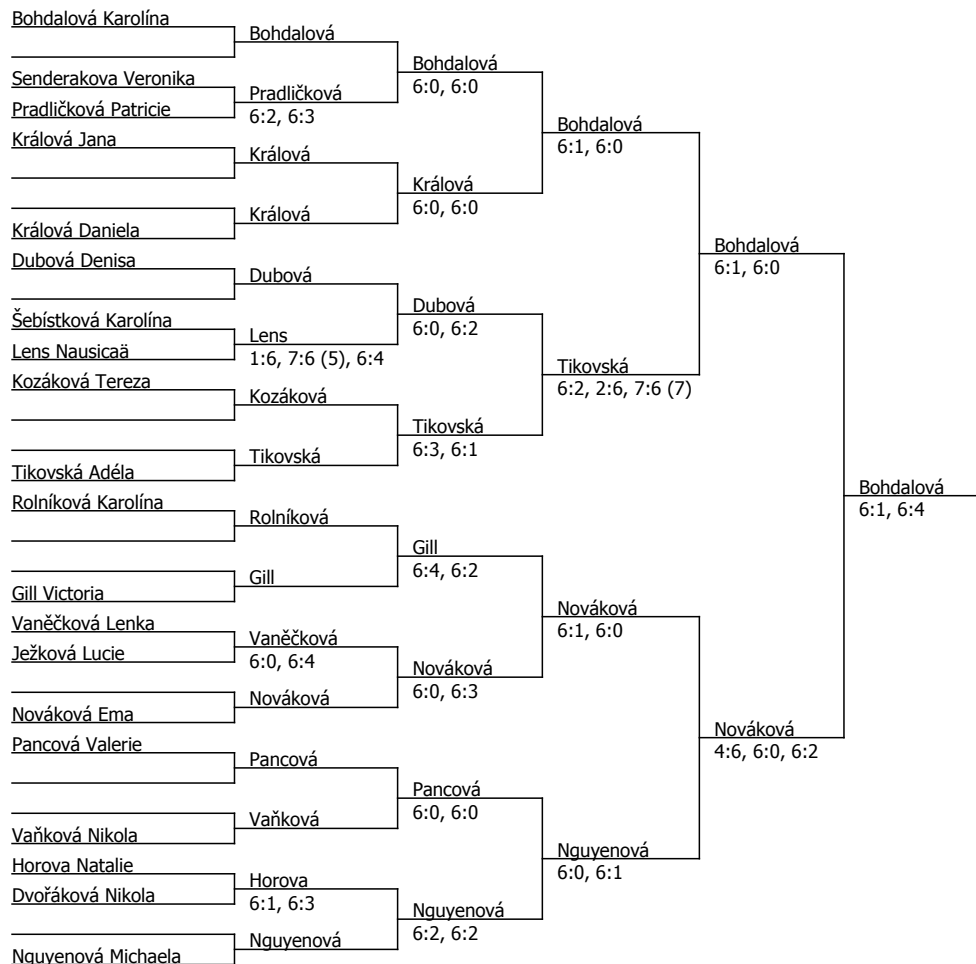 Bohdalová Karolína
Senderakova Veronika
Pradličková Patricie
Králová Jana
Králová Daniela
Dubová Denisa
Šebístková Karolína
Lens Nausicaä
Kozáková Tereza
Tikovská Adéla
Rolníková Karolína
Gill Victoria
Vaněčková Lenka
Ježková Lucie
Nováková Ema
Pancová Valerie
Vaňková Nikola
Horova Natalie
Dvořáková Nikola
Nguyenová Michaela
Bohdalová
Pradličková
6:2, 6:3
Králová
Králová
Dubová
Lens
1:6, 7:6 (5), 6:4
Kozáková
Tikovská
Rolníková
Gill
Vaněčková
6:0, 6:4
Nováková
Pancová
Vaňková
Horova
6:1, 6:3
Nguyenová
Bohdalová
6:0, 6:0
Králová
6:0, 6:0
Dubová
6:0, 6:2
Tikovská
6:3, 6:1
Gill
6:4, 6:2
Nováková
6:0, 6:3
Pancová
6:0, 6:0
Nguyenová
6:2, 6:2
Bohdalová
6:1, 6:0
Tikovská
6:2, 2:6, 7:6 (7)
Nováková
6:1, 6:0
Nguyenová
6:0, 6:1
Bohdalová
6:1, 6:0
Nováková
4:6, 6:0, 6:2
Bohdalová
6:1, 6:4